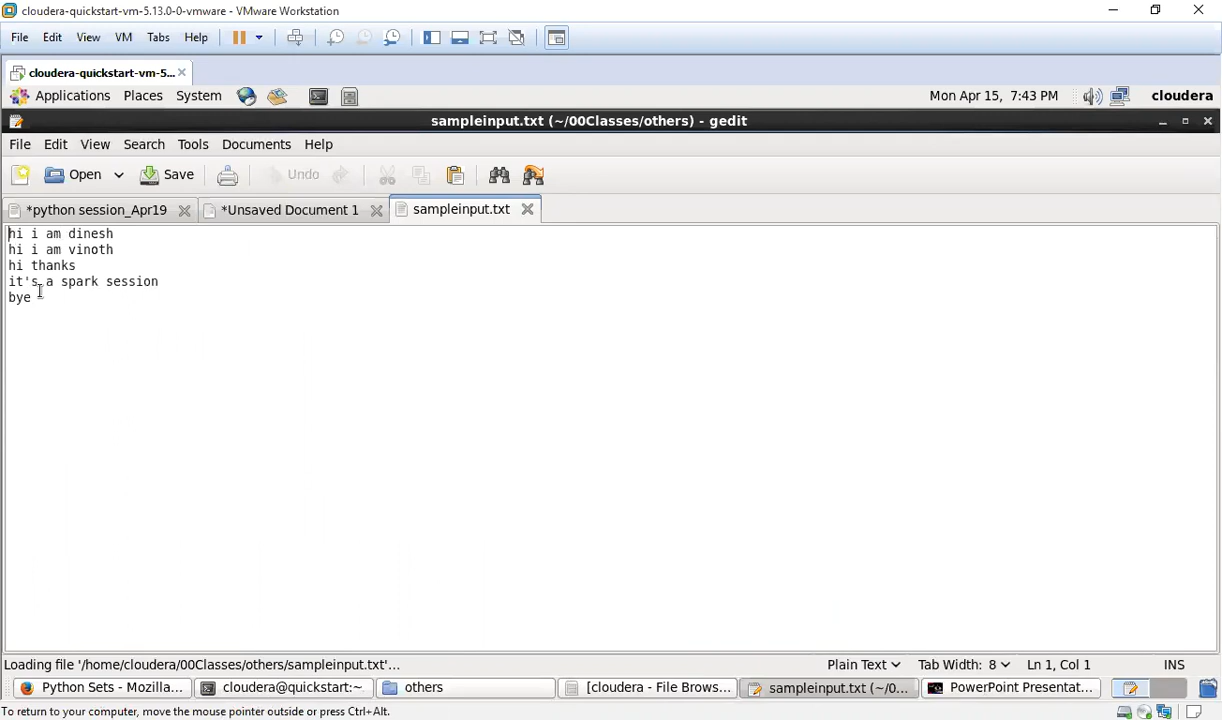 cloudera-quickstart-vm-5.13.0-0-vmware - VMware Workstation
File Edit View VM Tabs Help
cloudera-quickstart-vm-5...
Applications Places System Mon Apr 15, 7:43 PM cloudera
sampleinput.txt (~/00Classes/others) - gedit
File Edit View Search Tools Documents Help
Open Save Undo
*python session_Apr19 *Unsaved Document 1 sampleinput.txt
hi i am dinesh
hi i am vinoth
hi thanks
it's a spark session
bye
Loading file '/home/cloudera/00Classes/others/sampleinput.txt'... Plain Text Tab Width: 8 Ln 1, Col 1 INS
Python Sets - Mozilla... cloudera@quickstart:~ others [cloudera - File Brows... sampleinput.txt (~/0... PowerPoint Presentat...
To return to your computer, move the mouse pointer outside or press Ctrl+Alt.